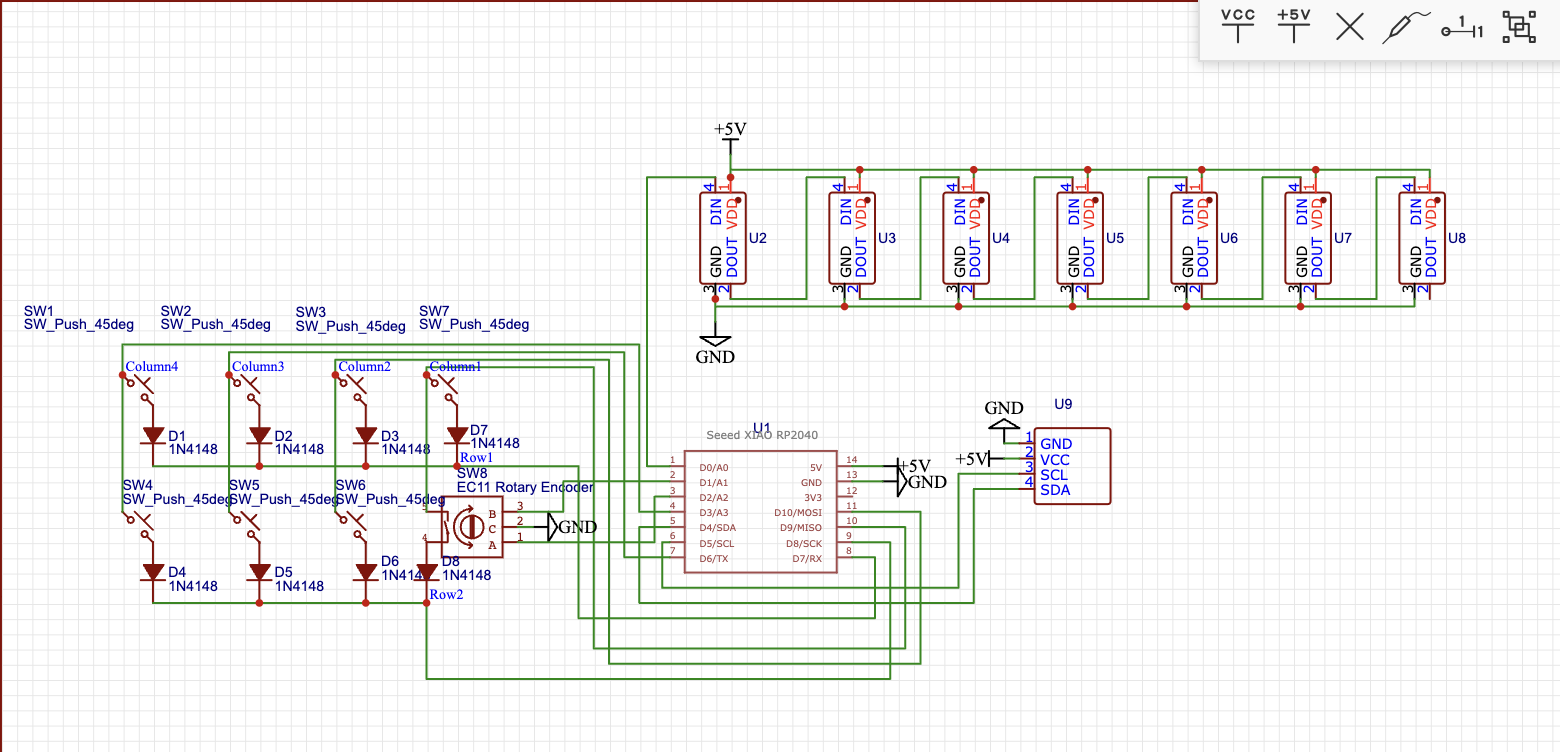 VCC
+5V
1
1
+5V
4
1
DIN
VDD
GND
DOUT
3
2
U2
4
1
DIN
VDD
GND
DOUT
3
2
U3
4
1
DIN
VDD
GND
DOUT
3
2
U4
4
1
DIN
VDD
GND
DOUT
3
2
U5
4
1
DIN
VDD
GND
DOUT
3
2
U6
4
1
DIN
VDD
GND
DOUT
3
2
U7
4
1
DIN
VDD
GND
DOUT
3
2
U8
GND
SW1
SW_Push_45deg
SW2
SW_Push_45deg
SW3
SW_Push_45deg
SW7
SW_Push_45deg
Column4
Column3
Column2
Column1
D1
1N4148
D2
1N4148
D3
1N4148
D7
1N4148
Row1
SW4
SW_Push_45deg
SW5
SW_Push_45deg
SW6
SW_Push_45deg
SW8
EC11 Rotary Encoder
B
C
A
3
2
1
4
GND
D4
1N4148
D5
1N4148
D6
1N4148
D8
1N4148
Row2
U1
Seeed XIAO RP2040
1 D0/A0 5V 14
2 D1/A1 GND 13
3 D2/A2 3V3 12
4 D3/A3 D10/MOSI 11
5 D4/SDA D9/MISO 10
6 D5/SCL D8/SCK 9
7 D6/TX D7/RX 8
+5V
GND
U9
GND
+5V
1 GND
2 VCC
3 SCL
4 SDA